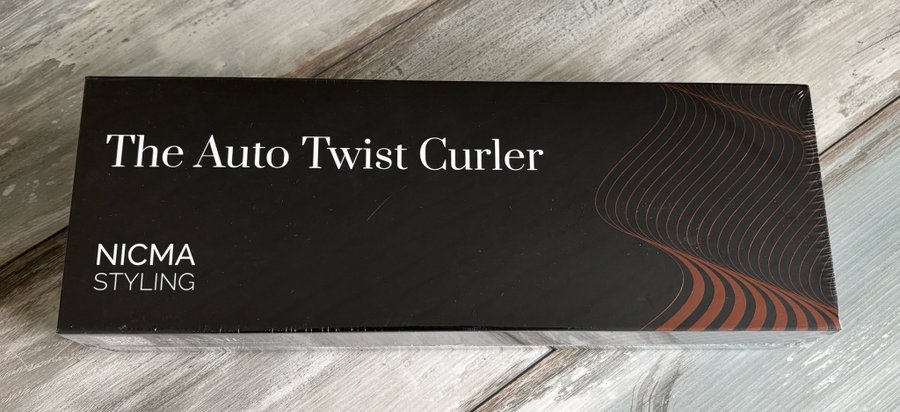 The Auto Twist Curler
NICMA
STYLING